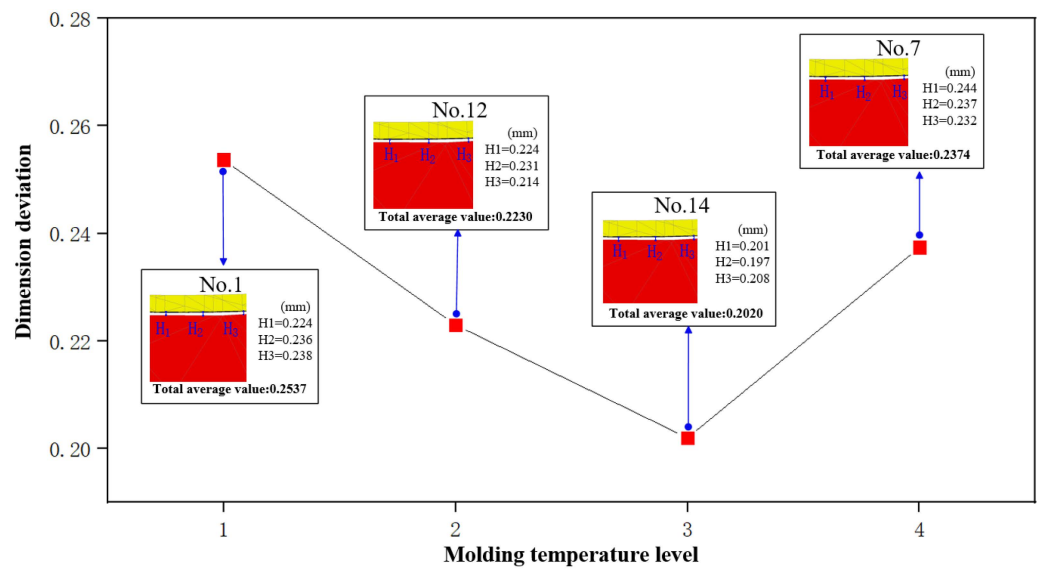 Dimension deviation
0.28
0.26
0.24
0.22
0.20
No.1
(mm)
H1 H2 H3
H1=0.224
H2=0.236
H3=0.238
Total average value:0.2537
No.12
(mm)
H1 H2 H3
H1=0.224
H2=0.231
H3=0.214
Total average value:0.2230
No.14
(mm)
H1 H2 H3
H1=0.201
H2=0.197
H3=0.208
Total average value:0.2020
No.7
(mm)
H1 H2 H3
H1=0.244
H2=0.237
H3=0.232
Total average value:0.2374
1 2 3 4
Molding temperature level